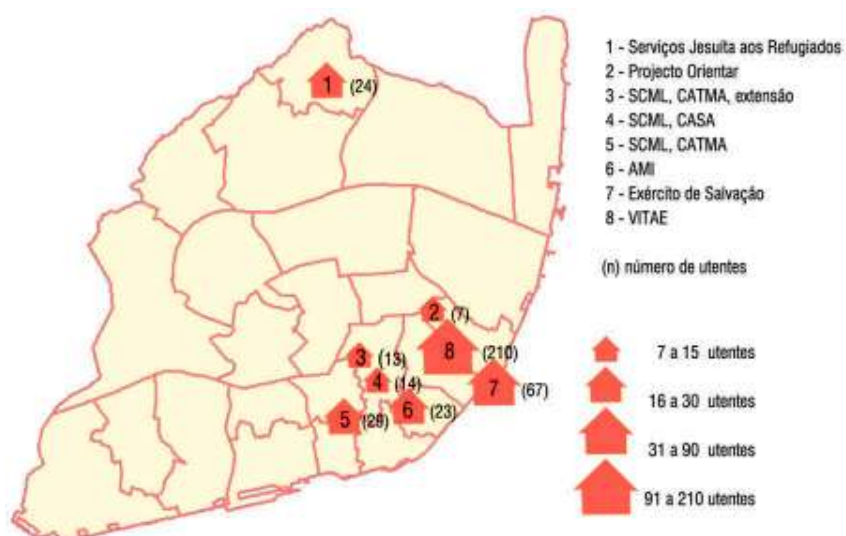 1 - Serviços Jesuíta aos Refugiados
2 - Projecto Orientar
3 - SCML, CATMA, extensão
4 - SCML, CASA
5 - SCML, CATMA
6 - AMI
7 - Exército de Salvação
8 - VITAE
(n) número de utentes
1 (24)
2 (7)
8 (210)
3 (13)
4 (14)
7 (67)
5 (29)
6 (23)
7 a 15 utentes
16 a 30 utentes
31 a 90 utentes
91 a 210 utentes